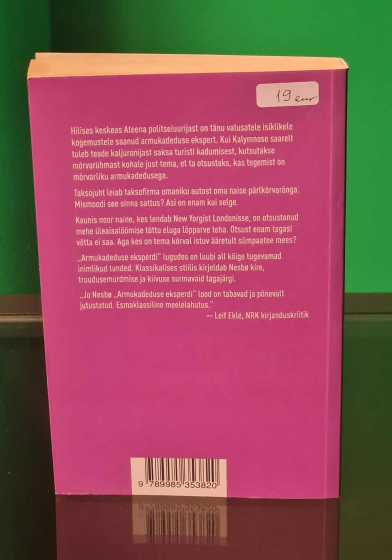 19 eur
Hilises keskeas Ateena politseiuurijast on tänu valusatele isiklikele
kogemustele saanud armukadeduse ekspert. Kui Kalymnose saarelt
tuleb teade kaljuronijast saksa turisti kadumisest, kutsutakse
mõrvarühmast kohale just tema, et ta otsustaks, kas tegemist on
mõrvarliku armukadedusega.
Taksojuht leiab taksofirma omaniku autost oma naise pärlkõrvarõnga.
Mismoodi see sinna sattus? Asi on enam kui selge.
Kaunis noor naine, kes lendab New Yorgist Londonisse, on otsustanud
mehe üleaisalöömise tõttu eluga lõpparve teha. Otsust enam tagasi
võtta ei saa. Aga kes on tema kõrval istuv ääretult sümpaatne mees?
„Armukadeduse eksperdi” lugudes on luubi all kõige tugevamad
inimlikud tunded. Klassikalises stiilis kirjeldab Nesbø kire,
truudusemurdmise ja kiivuse surmavaid tagajärgi.
„Jo Nesbø „Armukadeduse eksperdi” lood on tabavad ja põnevalt
jutustatud. Esmaklassiline meelelahutus.”
— Leif Ekle, NRK kirjanduskriitik
9 789985 353820